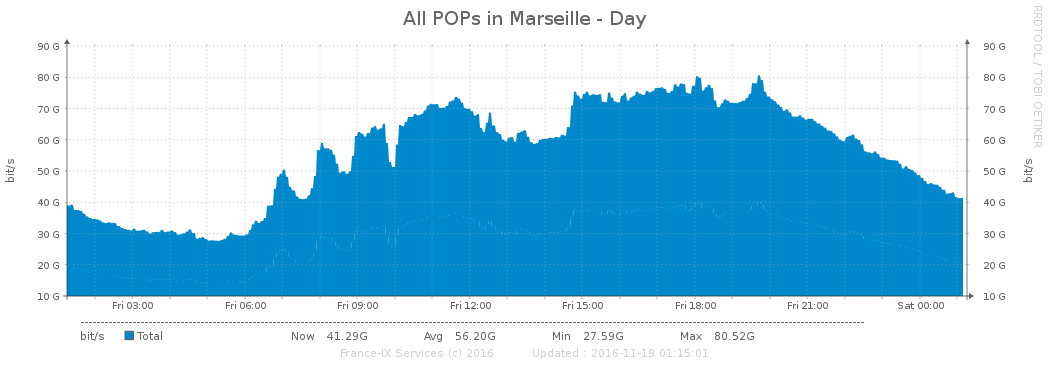 All POPs in Marseille - Day
RRDTOOL / TOBI OETIKER
bit/s
90 G
80 G
70 G
60 G
50 G
40 G
30 G
20 G
10 G
90 G
80 G
70 G
60 G
50 G
40 G
30 G
20 G
10 G
bit/s
Fri 03:00 Fri 06:00 Fri 09:00 Fri 12:00 Fri 15:00 Fri 18:00 Fri 21:00 Sat 00:00
bit/s Total Now 41.29G Avg 56.20G Min 27.59G Max 80.52G
France-IX Services (c) 2016 Updated : 2016-11-19 01:15:01